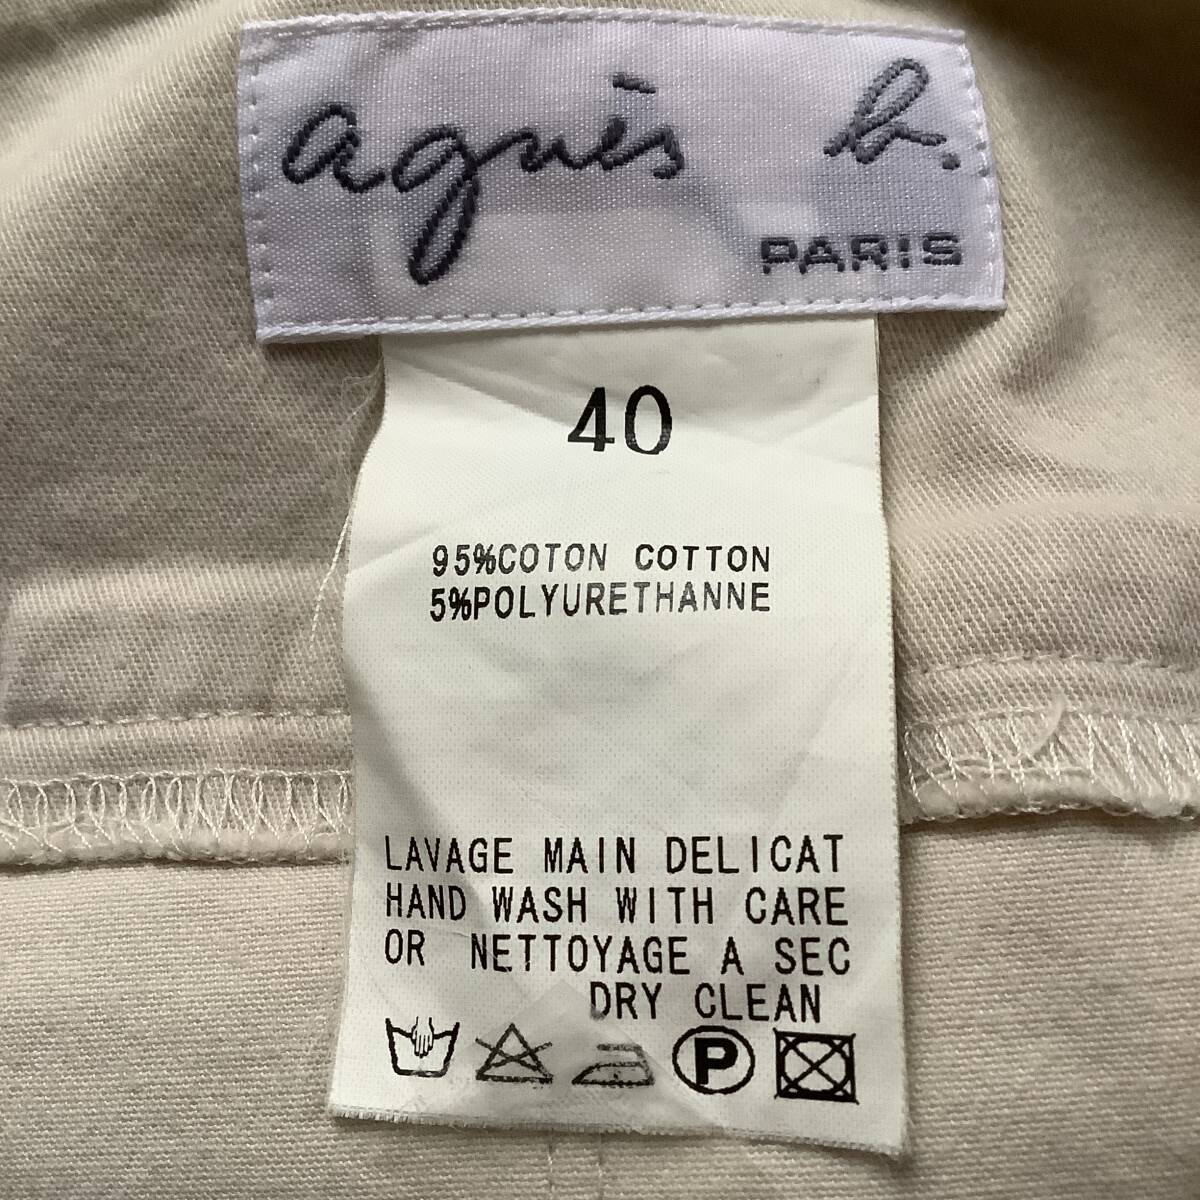 agnès b.
PARIS
40
95%COTON COTTON
5%POLYURETHANNE
LAVAGE MAIN DELICAT
HAND WASH WITH CARE
OR NETTOYAGE A SEC
DRY CLEAN
P